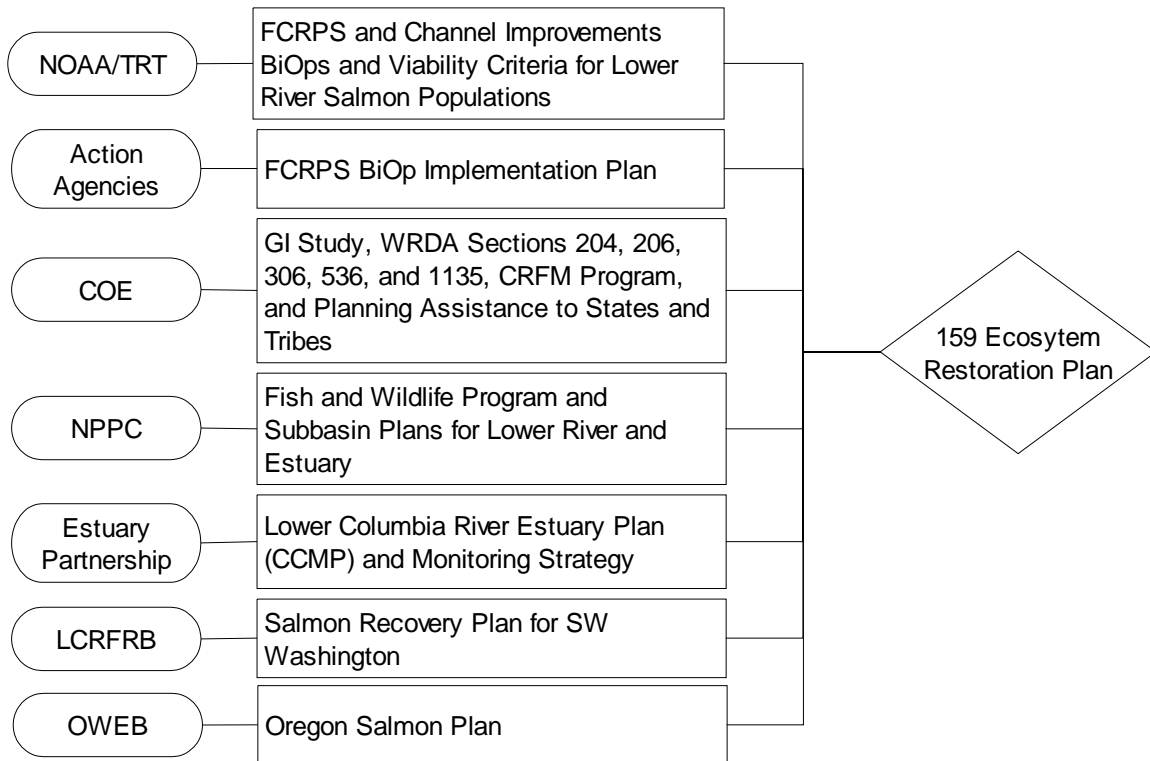 NOAA/TRT
FCRPS and Channel Improvements
BiOps and Viability Criteria for Lower
River Salmon Populations
Action
Agencies
FCRPS BiOp Implementation Plan
COE
GI Study, WRDA Sections 204, 206,
306, 536, and 1135, CRFM Program,
and Planning Assistance to States and
Tribes
NPPC
Fish and Wildlife Program and
Subbasin Plans for Lower River and
Estuary
Estuary
Partnership
Lower Columbia River Estuary Plan
(CCMP) and Monitoring Strategy
LCRFRB
Salmon Recovery Plan for SW
Washington
OWEB
Oregon Salmon Plan
159 Ecosytem
Restoration Plan